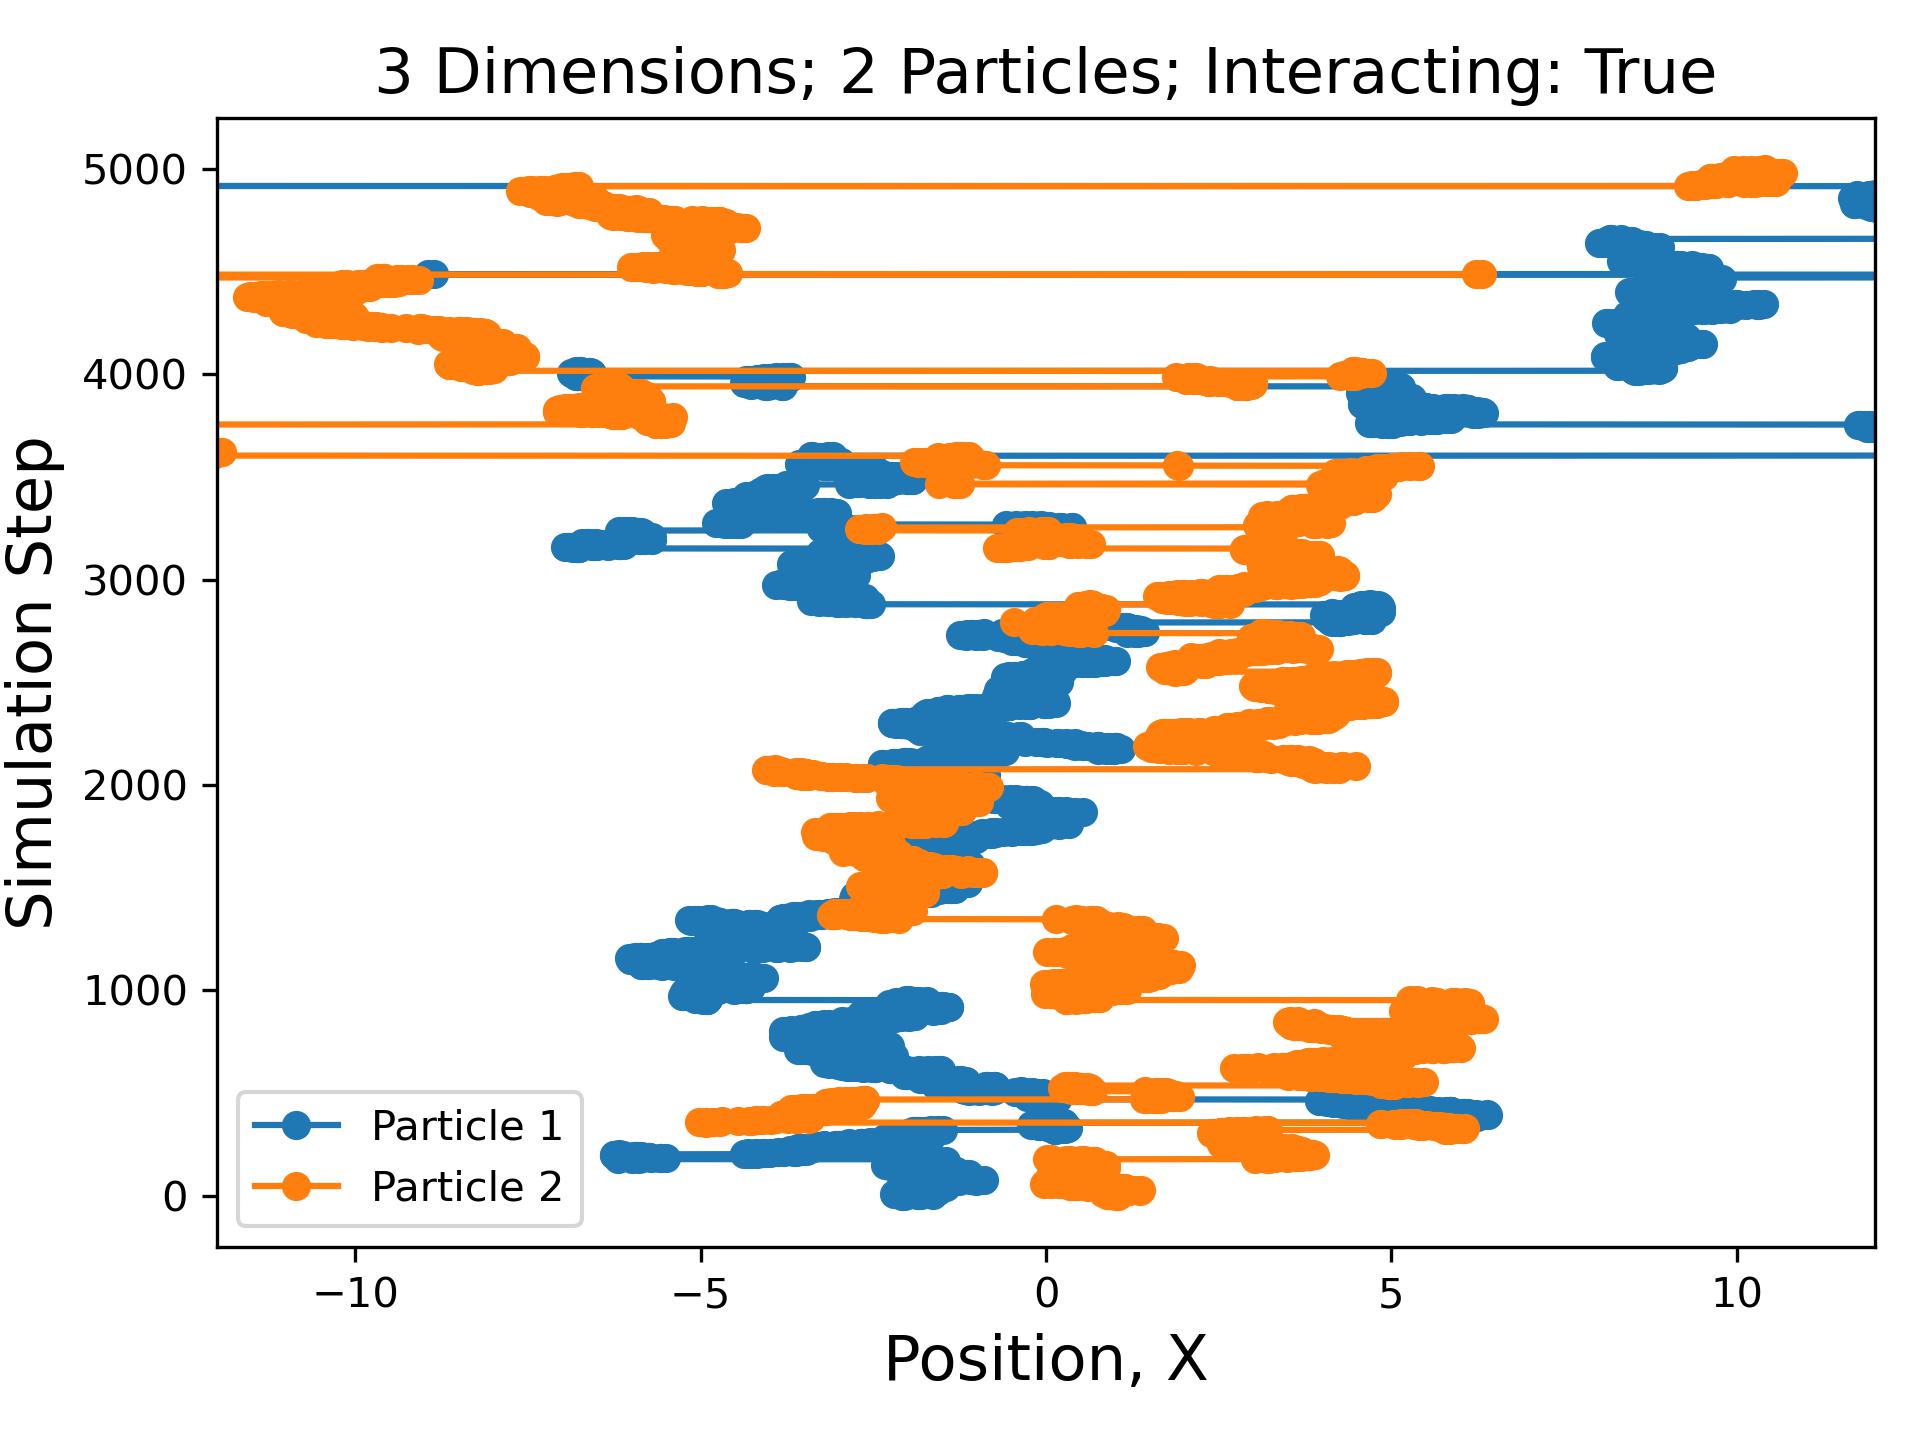 3 Dimensions; 2 Particles; Interacting: True
5000
4000
3000
2000
1000
0
Simulation Step
Particle 1
Particle 2
−10
−5
0
5
10
Position, X